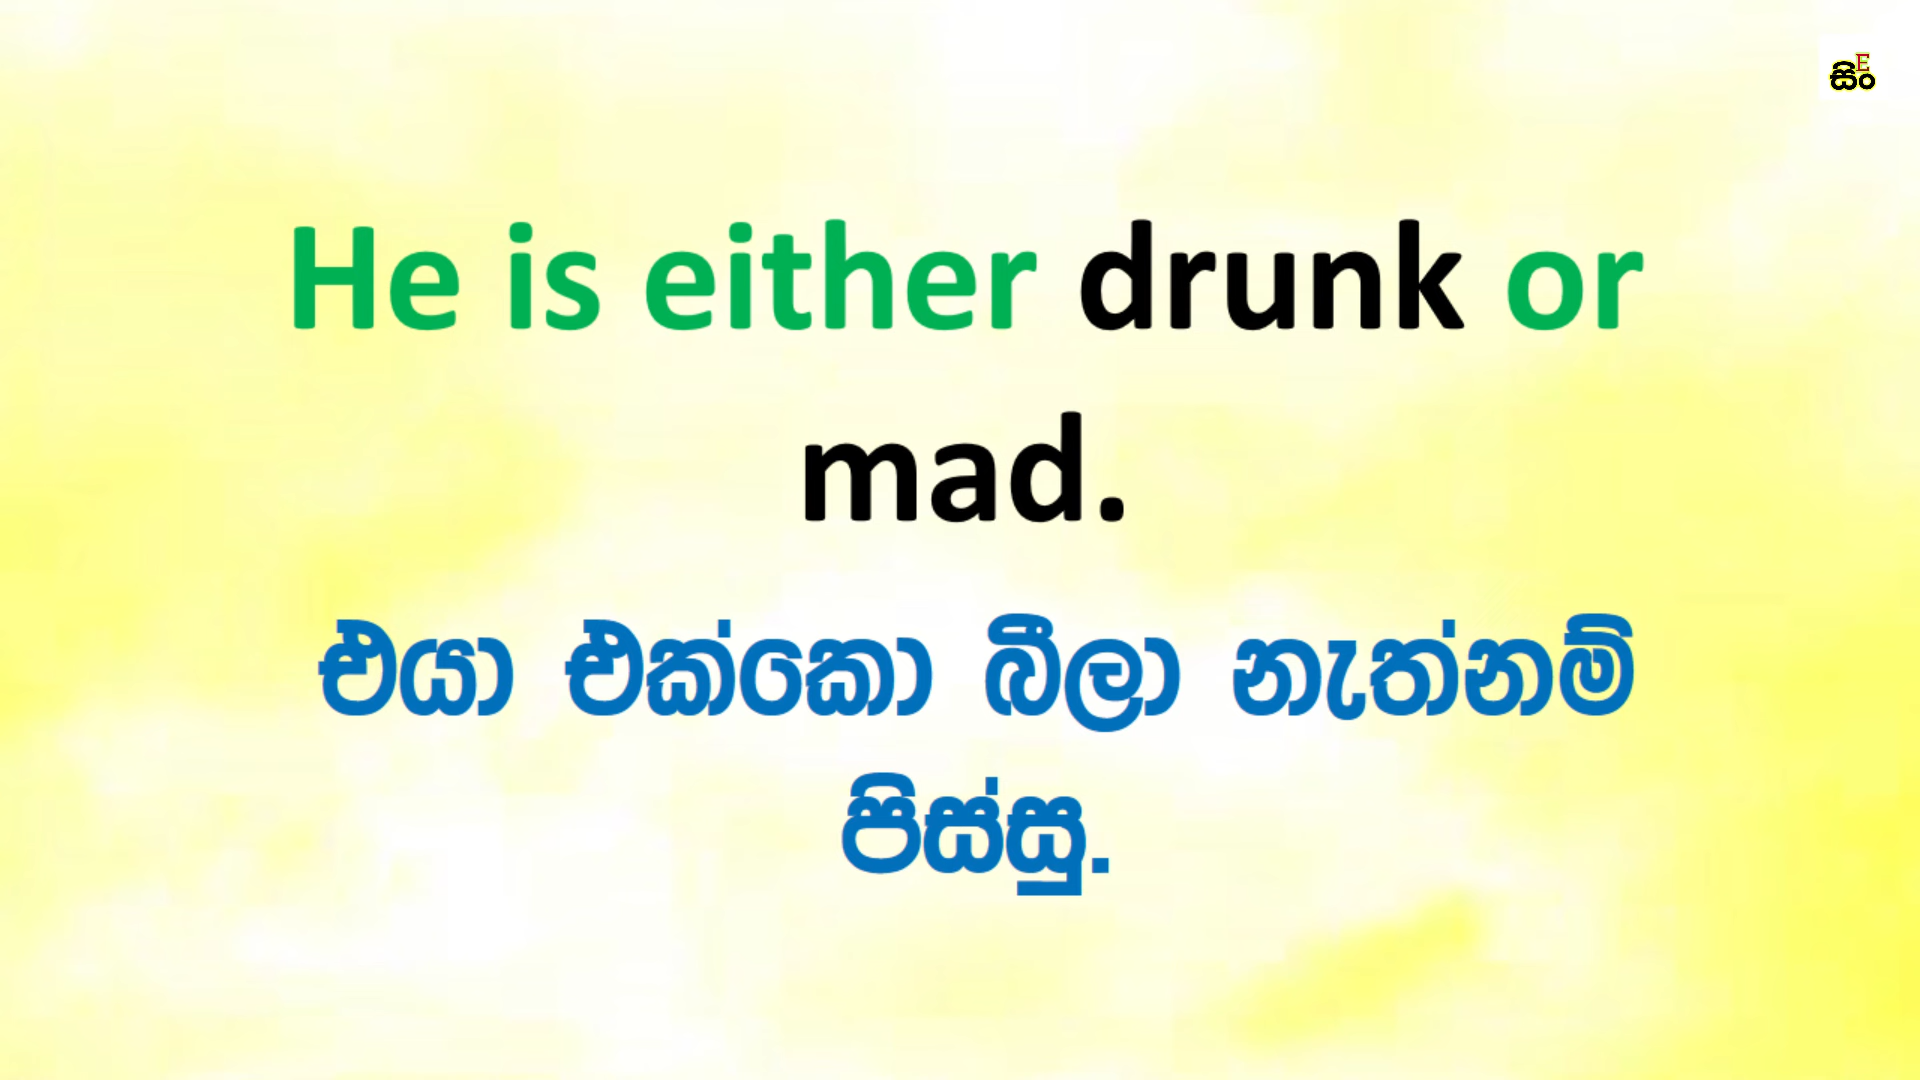 සිංE
He is either drunk or
mad.
එයා එක්කො බීලා නැත්නම්
පිස්සු.